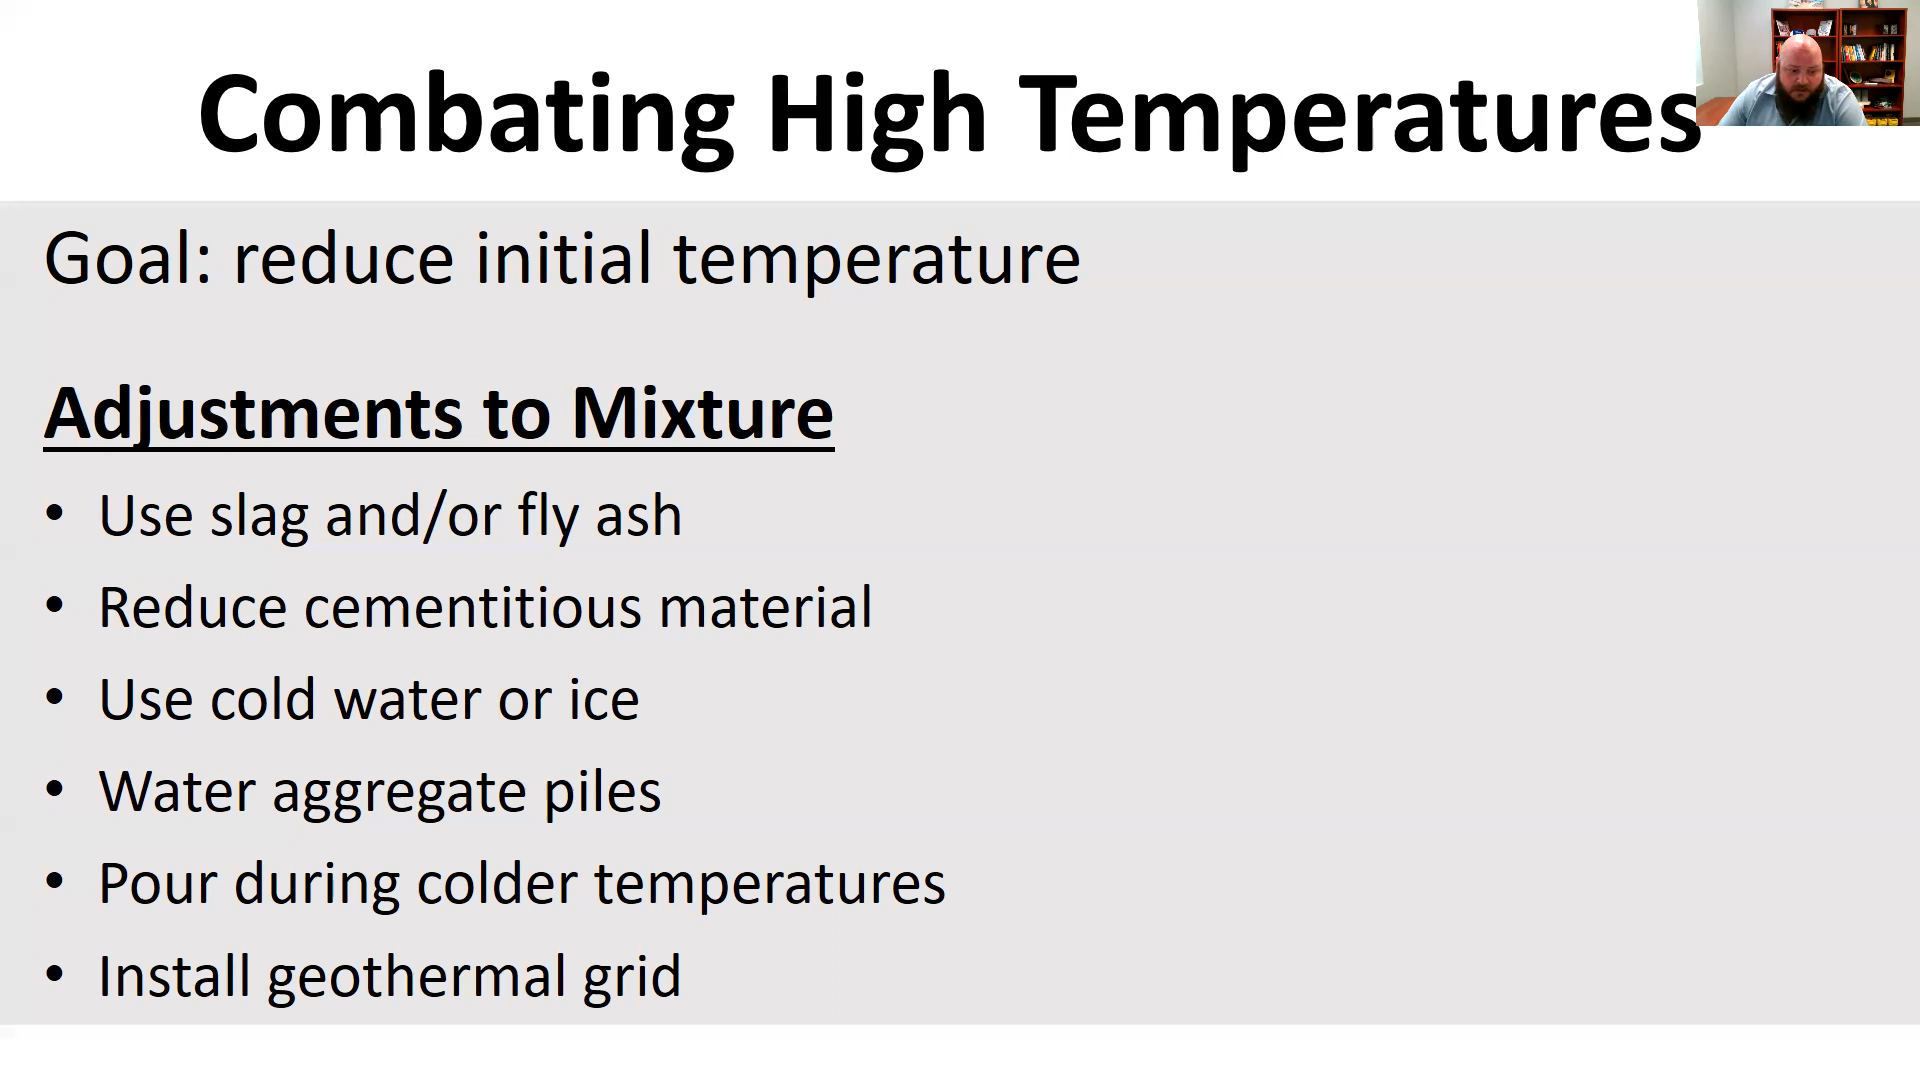 Combating High Temperatures
Goal: reduce initial temperature
Adjustments to Mixture
• Use slag and/or fly ash
• Reduce cementitious material
• Use cold water or ice
• Water aggregate piles
• Pour during colder temperatures
• Install geothermal grid